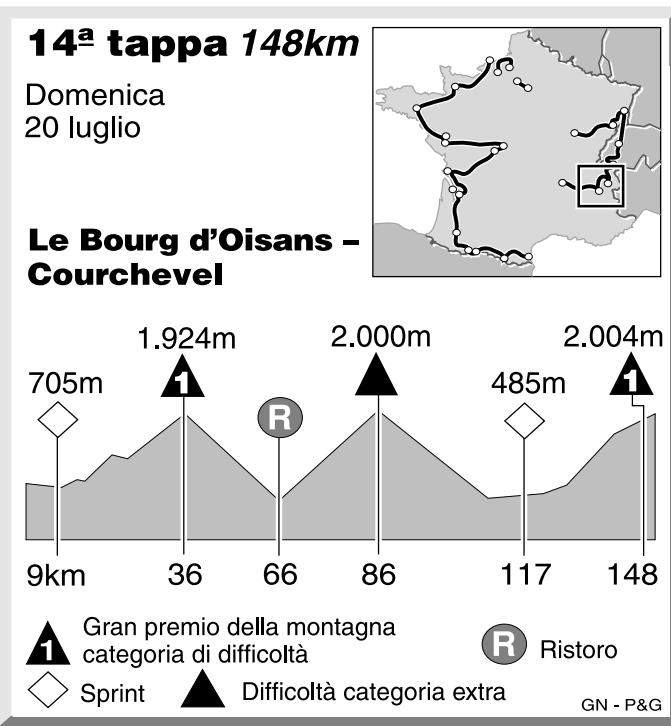 14ª tappa 148km
Domenica
20 luglio
Le Bourg d'Oisans –
Courchevel
1.924m 2.000m 2.004m
705m 1 485m 1
R
9km 36 66 86 117 148
1 Gran premio della montagna
categoria di difficoltà
R Ristoro
Sprint Difficoltà categoria extra
GN - P&G